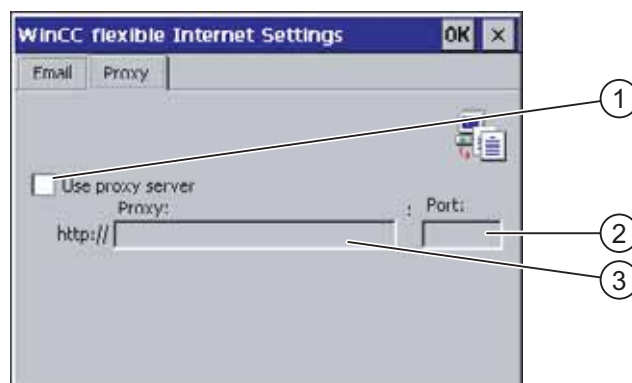 WinCC flexible Internet Settings OK ×
Email Proxy
1
Use proxy server
Proxy: : Port:
http://
2
3